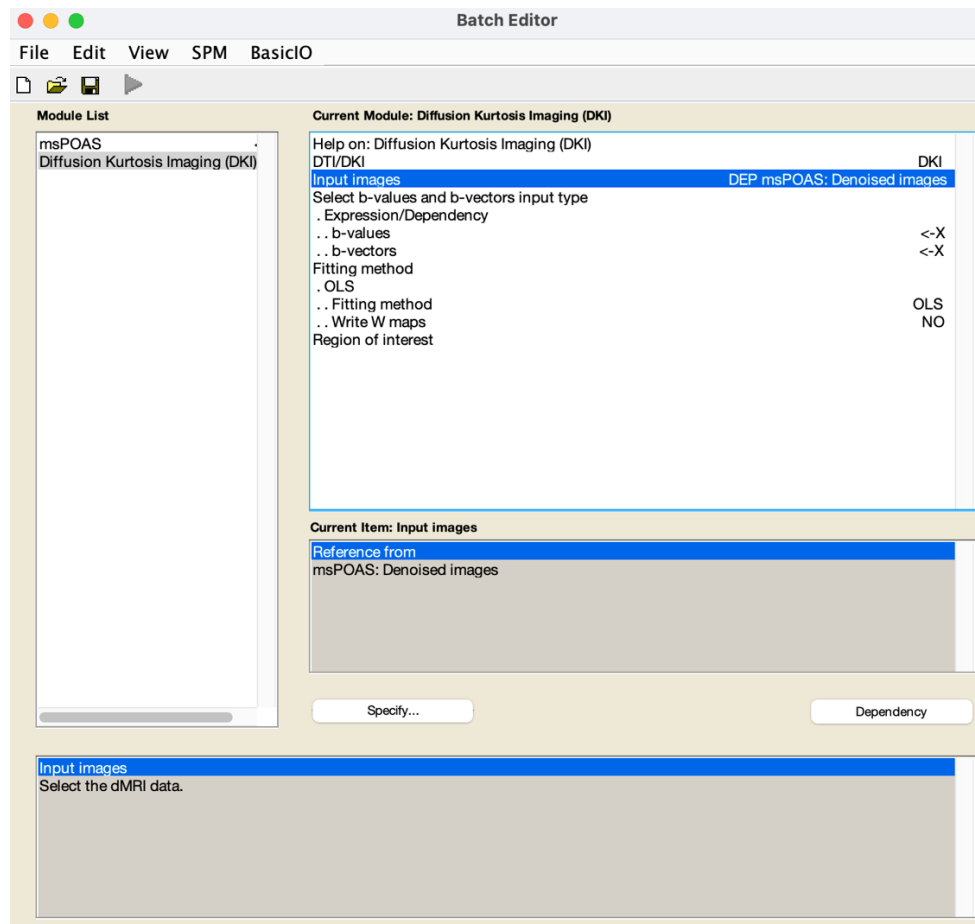 Batch Editor
File Edit View SPM BasicIO
Module List
msPOAS
Diffusion Kurtosis Imaging (DKI)
Current Module: Diffusion Kurtosis Imaging (DKI)
Help on: Diffusion Kurtosis Imaging (DKI)
DTI/DKI DKI
Input images DEP msPOAS: Denoised images
Select b-values and b-vectors input type
. Expression/Dependency
. . b-values <-X
. . b-vectors <-X
Fitting method
. OLS
. . Fitting method OLS
. . Write W maps NO
Region of interest
Current Item: Input images
Reference from
msPOAS: Denoised images
Specify... Dependency
Input images
Select the dMRI data.